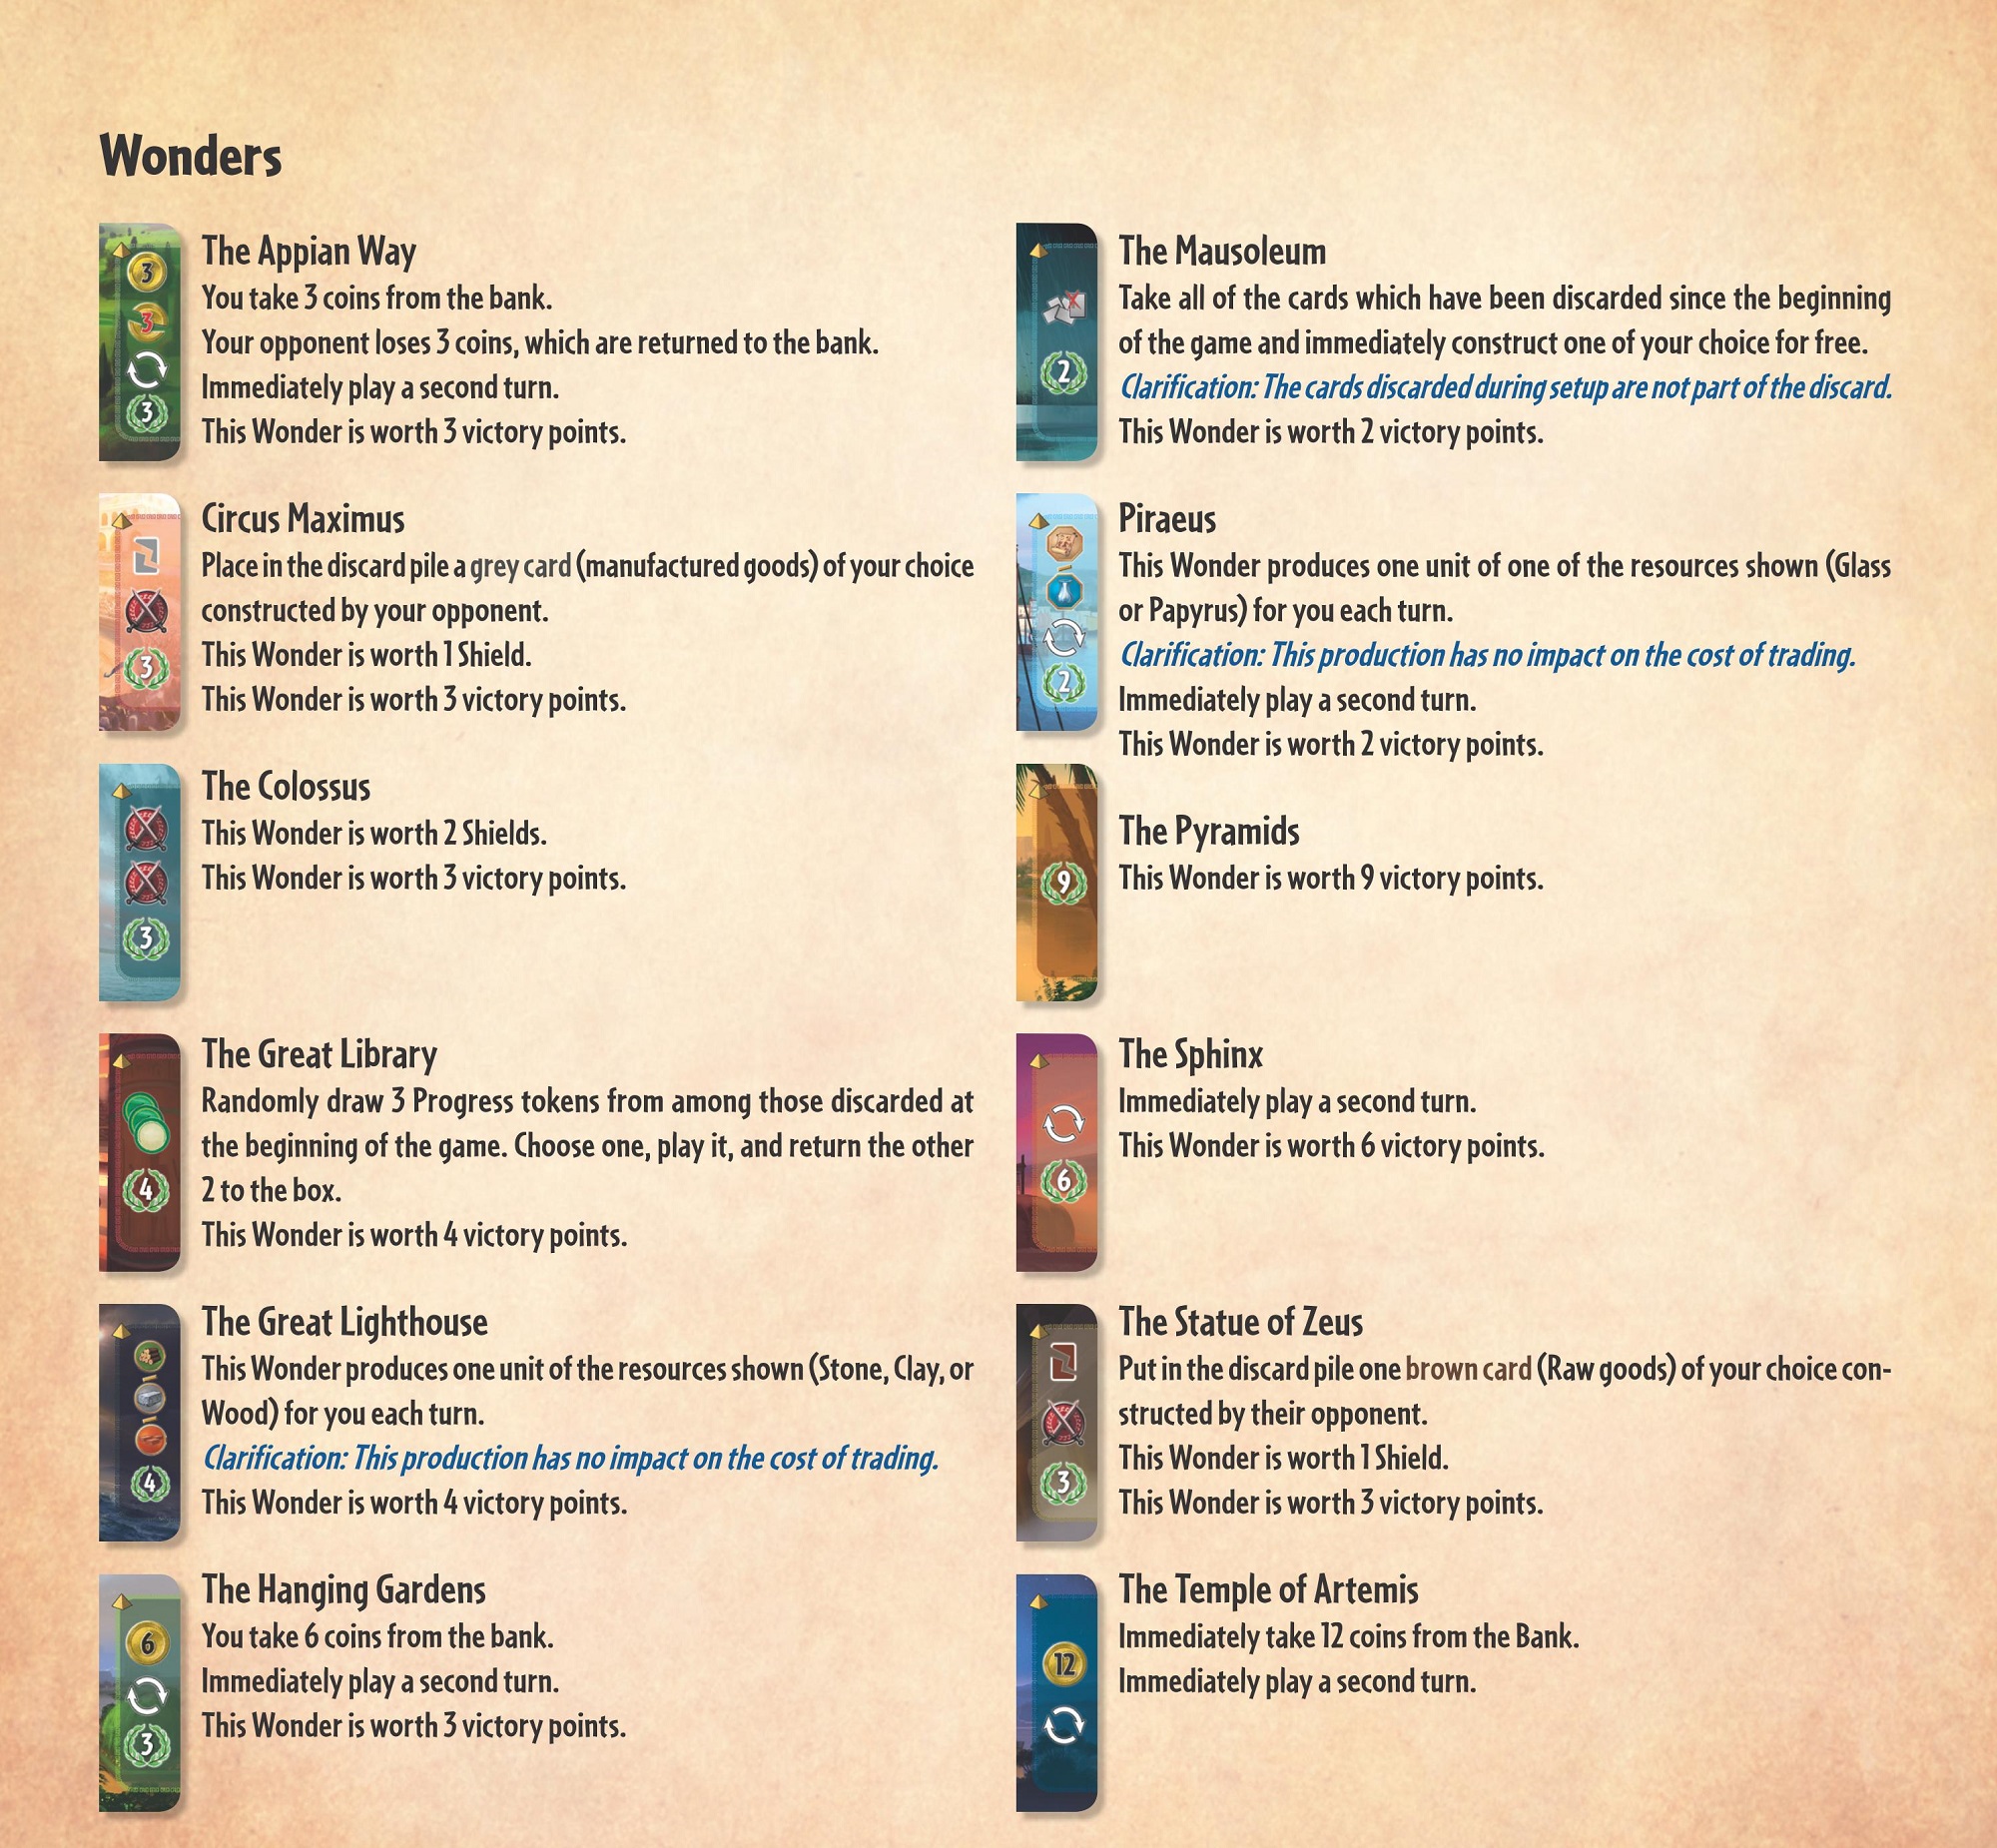 Wonders
3
3
3
The Appian Way
You take 3 coins from the bank.
Your opponent loses 3 coins, which are returned to the bank.
Immediately play a second turn.
This Wonder is worth 3 victory points.
3
Circus Maximus
Place in the discard pile a grey card (manufactured goods) of your choice
constructed by your opponent.
This Wonder is worth 1 Shield.
This Wonder is worth 3 victory points.
3
The Colossus
This Wonder is worth 2 Shields.
This Wonder is worth 3 victory points.
4
The Great Library
Randomly draw 3 Progress tokens from among those discarded at
the beginning of the game. Choose one, play it, and return the other
2 to the box.
This Wonder is worth 4 victory points.
4
The Great Lighthouse
This Wonder produces one unit of the resources shown (Stone, Clay, or
Wood) for you each turn.
Clarification: This production has no impact on the cost of trading.
This Wonder is worth 4 victory points.
6
3
The Hanging Gardens
You take 6 coins from the bank.
Immediately play a second turn.
This Wonder is worth 3 victory points.
2
The Mausoleum
Take all of the cards which have been discarded since the beginning
of the game and immediately construct one of your choice for free.
Clarification: The cards discarded during setup are not part of the discard.
This Wonder is worth 2 victory points.
2
Piraeus
This Wonder produces one unit of one of the resources shown (Glass
or Papyrus) for you each turn.
Clarification: This production has no impact on the cost of trading.
Immediately play a second turn.
This Wonder is worth 2 victory points.
9
The Pyramids
This Wonder is worth 9 victory points.
6
The Sphinx
Immediately play a second turn.
This Wonder is worth 6 victory points.
3
The Statue of Zeus
Put in the discard pile one brown card (Raw goods) of your choice con-
structed by their opponent.
This Wonder is worth 1 Shield.
This Wonder is worth 3 victory points.
12
The Temple of Artemis
Immediately take 12 coins from the Bank.
Immediately play a second turn.